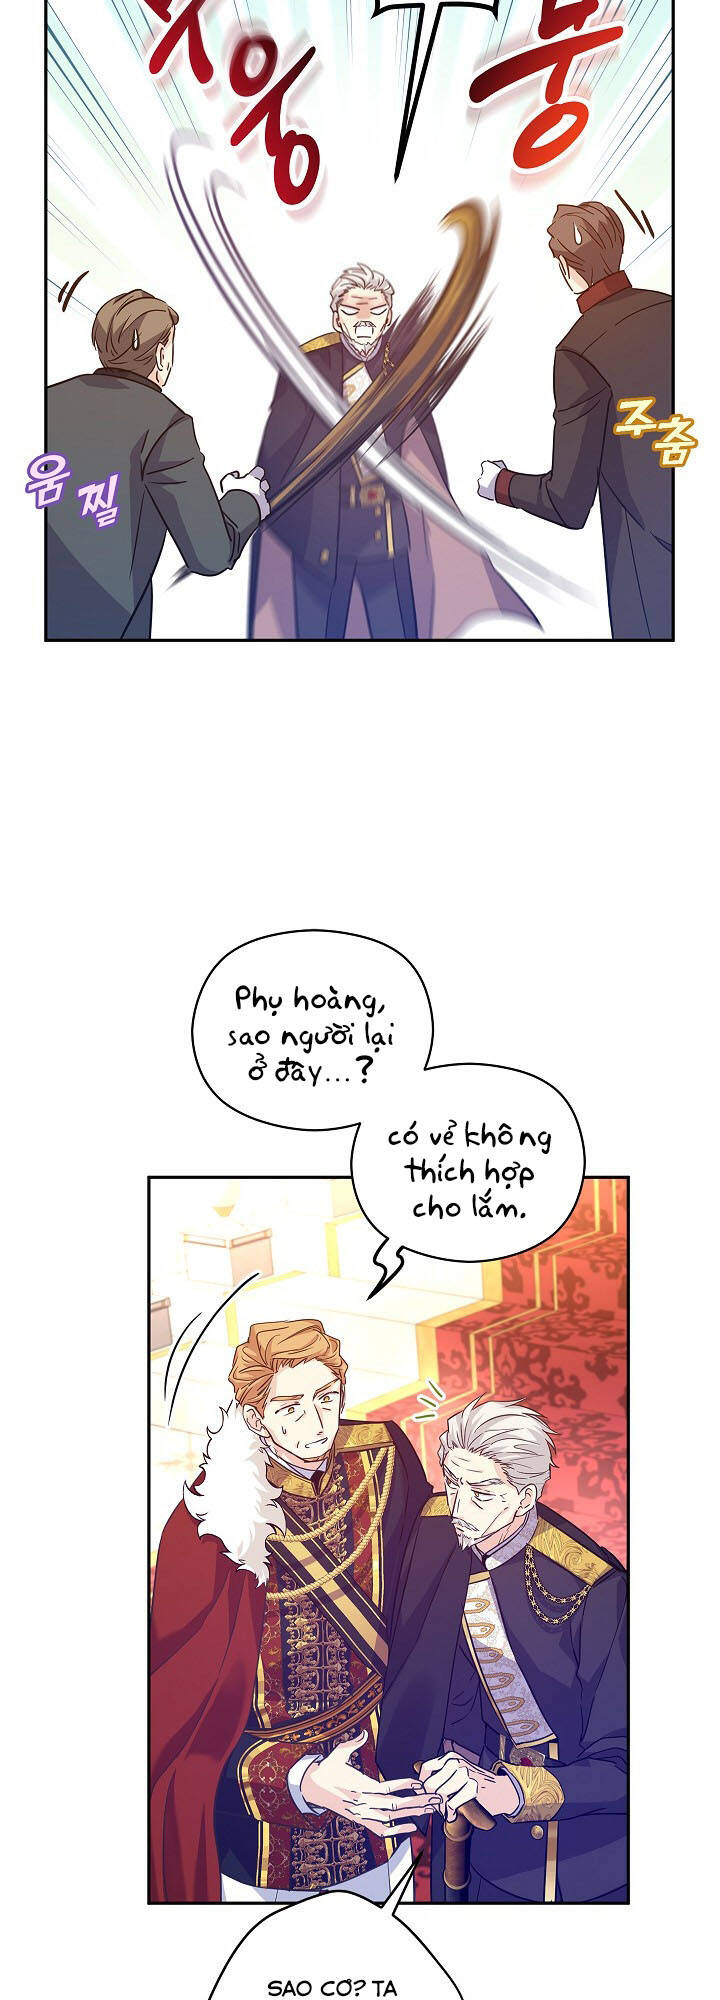 웅
붕
움찔
주춤
Phụ hoàng,
sao người lại
ở đây...?
có vẻ không
thích hợp
cho lắm.
SAO CƠ? TA